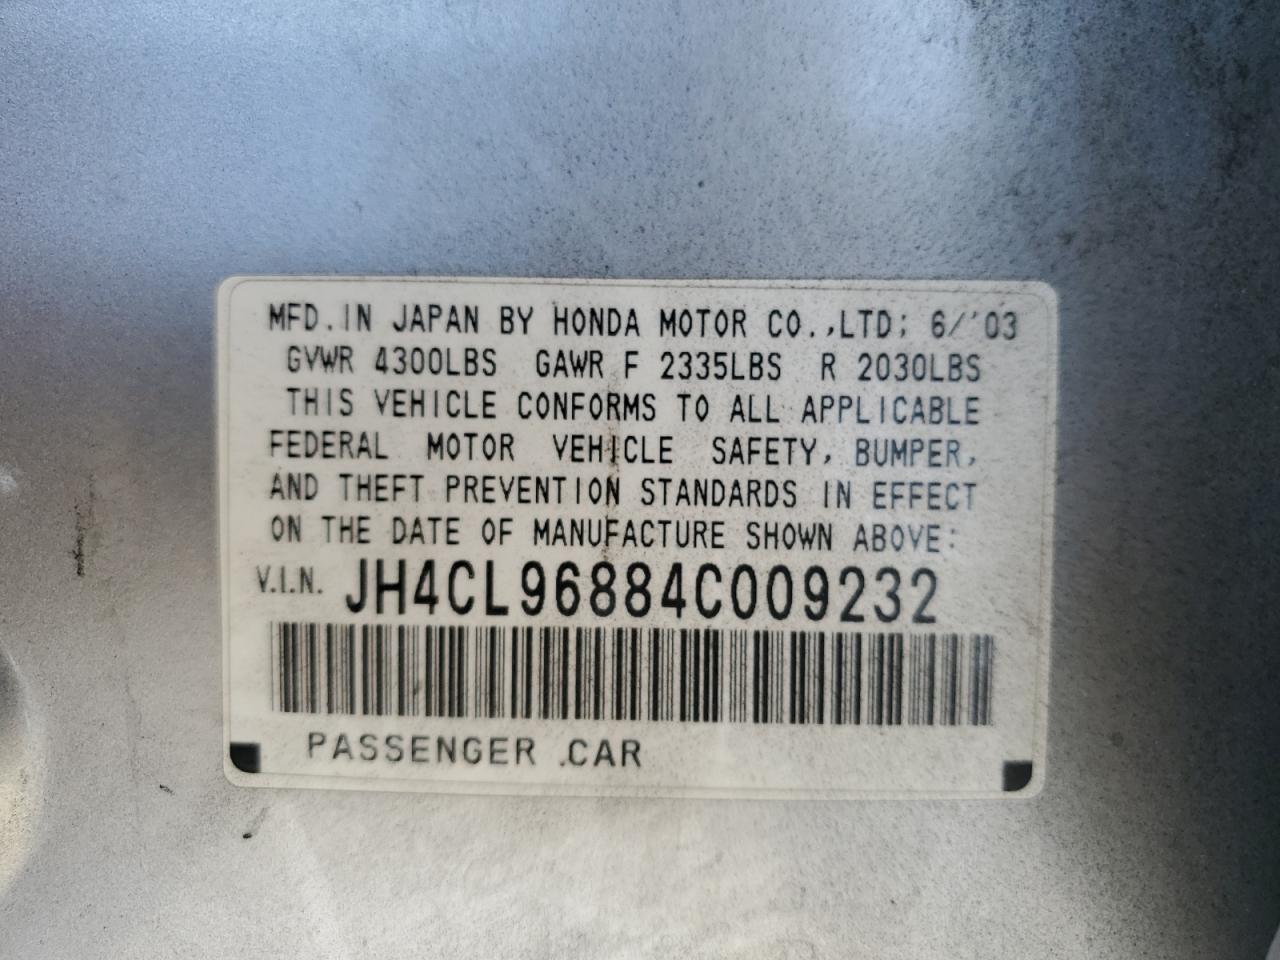 MFD.IN JAPAN BY HONDA MOTOR CO.,LTD; 6/'03
GVWR 4300LBS GAWR F 2335LBS R 2030LBS
THIS VEHICLE CONFORMS TO ALL APPLICABLE
FEDERAL MOTOR VEHICLE SAFETY, BUMPER,
AND THEFT PREVENTION STANDARDS IN EFFECT
ON THE DATE OF MANUFACTURE SHOWN ABOVE:
V.I.N. JH4CL96884C009232
PASSENGER .CAR